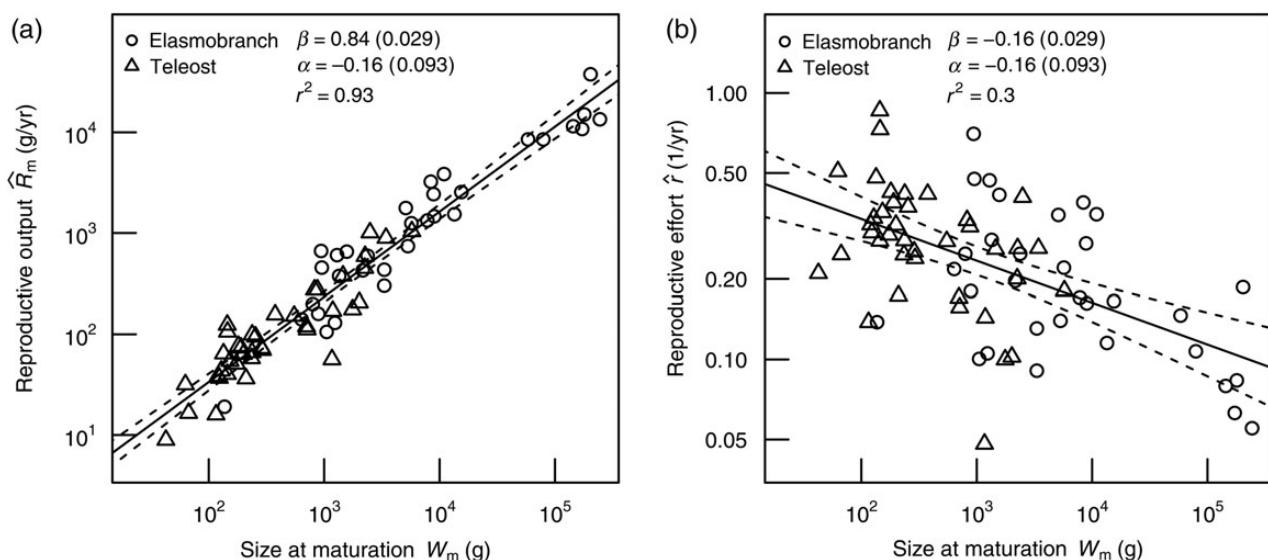 (a)
Elasmobranch β = 0.84 (0.029)
Teleost α = −0.16 (0.093)
r² = 0.93
Reproductive output R̂ₘ (g/yr)
10⁴
10³
10²
10¹
10² 10³ 10⁴ 10⁵
Size at maturation Wₘ (g)
(b)
Elasmobranch β = −0.16 (0.029)
Teleost α = −0.16 (0.093)
r² = 0.3
Reproductive effort r̂ (1/yr)
1.00
0.50
0.20
0.10
0.05
10² 10³ 10⁴ 10⁵
Size at maturation Wₘ (g)